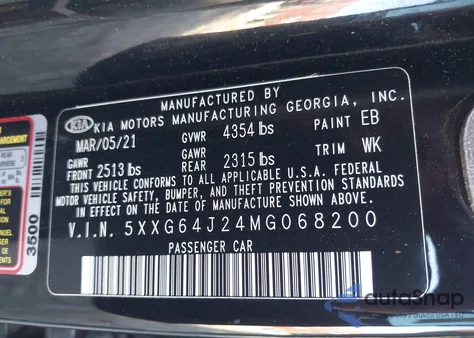 MANUFACTURED BY
KIA KIA MOTORS MANUFACTURING GEORGIA, INC.
MAR/05/21 GVWR 4354 lbs PAINT EB
GAWR FRONT 2513 lbs GAWR REAR 2315 lbs TRIM WK
THIS VEHICLE CONFORMS TO ALL APPLICABLE U.S.A. FEDERAL
MOTOR VEHICLE SAFETY, BUMPER, AND THEFT PREVENTION STANDARDS
IN EFFECT ON THE DATE OF MANUFACTURE SHOWN ABOVE.
V.I.N. 5XXG64J24MG068200
PASSENGER CAR
3500
REAR
autoSnap